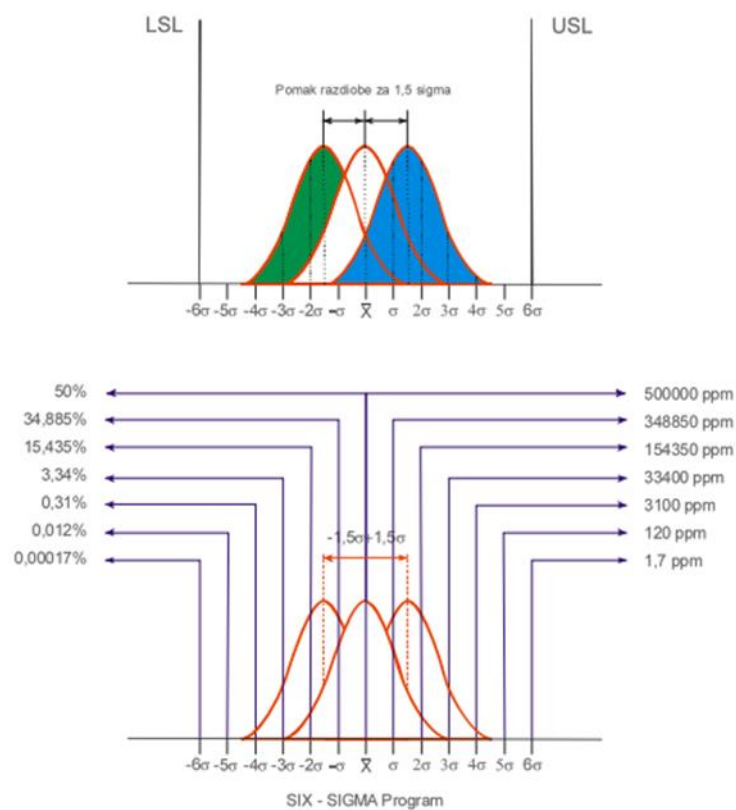 LSL USL
Pomak razdiobe za 1,5 sigma
-6σ -5σ -4σ -3σ -2σ -σ X̅ σ 2σ 3σ 4σ 5σ 6σ
50% 500000 ppm
34,885% 348850 ppm
15,435% 154350 ppm
3,34% 33400 ppm
0,31% 3100 ppm
0,012% 120 ppm
-1,5σ+1,5σ
0,00017% 1,7 ppm
-6σ -5σ -4σ -3σ -2σ -σ X̅ σ 2σ 3σ 4σ 5σ 6σ
SIX - SIGMA Program